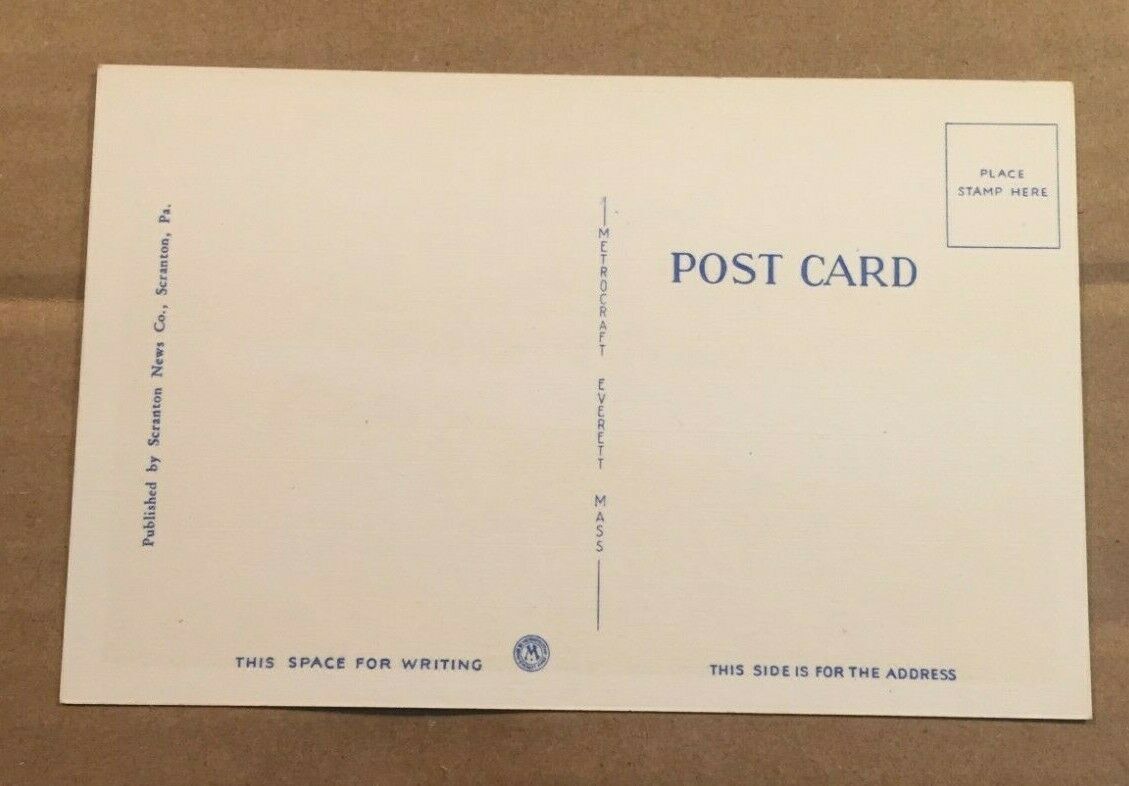 Published by Scranton News Co., Scranton, Pa.
METROCRAFT EVERETT MASS
PLACE
STAMP HERE
POST CARD
THIS SPACE FOR WRITING
M
THIS SIDE IS FOR THE ADDRESS